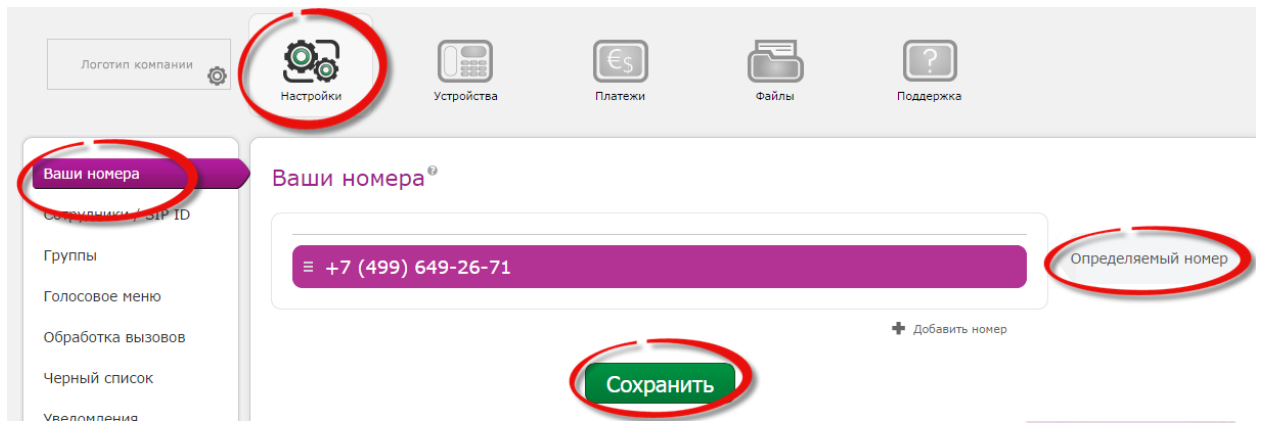 Логотип компании
Настройки
Устройства
Платежи
€$
Файлы
?
Поддержка
Ваши номера
Сотрудники / SIP ID
Группы
Голосовое меню
Обработка вызовов
Черный список
Уведомления
Ваши номера?
+7 (499) 649-26-71
Определяемый номер
Добавить номер
Сохранить